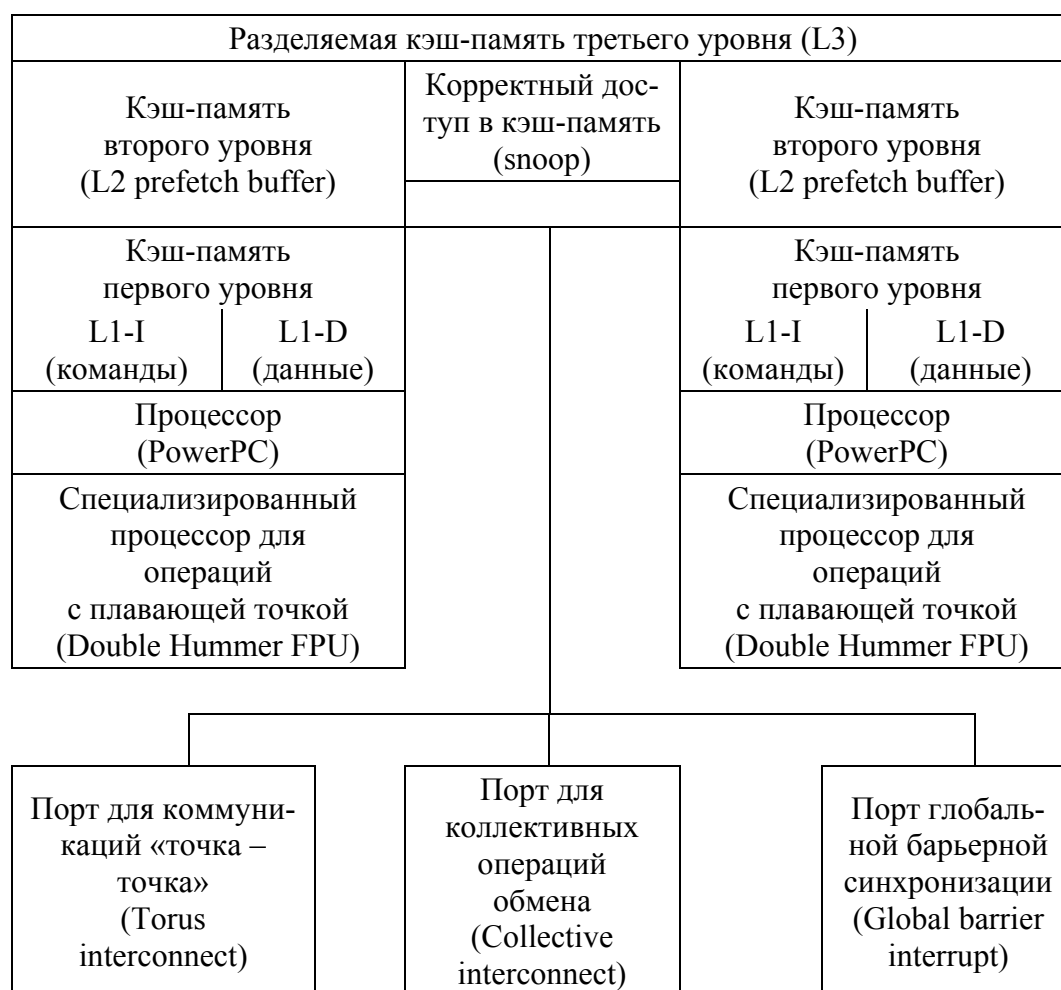 Разделяемая кэш-память третьего уровня (L3)
Кэш-память
второго уровня
(L2 prefetch buffer)
Корректный дос-
туп в кэш-память
(snoop)
Кэш-память
второго уровня
(L2 prefetch buffer)
Кэш-память
первого уровня
L1-I
(команды)
L1-D
(данные)
Процессор
(PowerPC)
Специализированный
процессор для
операций
с плавающей точкой
(Double Hummer FPU)
Кэш-память
первого уровня
L1-I
(команды)
L1-D
(данные)
Процессор
(PowerPC)
Специализированный
процессор для
операций
с плавающей точкой
(Double Hummer FPU)
Порт для коммуни-
каций «точка –
точка»
(Torus
interconnect)
Порт для
коллективных
операций
обмена
(Collective
interconnect)
Порт глобаль-
ной барьерной
синхронизации
(Global barrier
interrupt)